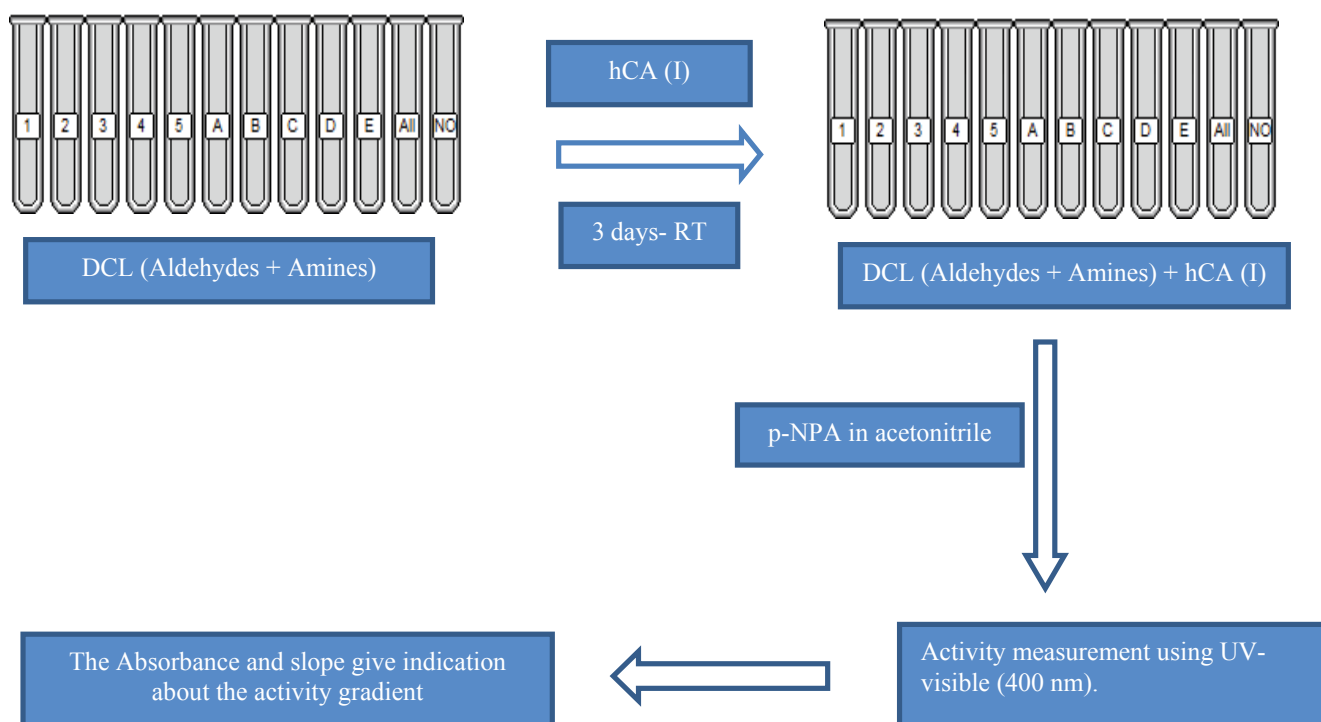 1 2 3 4 5 A B C D E All NO
DCL (Aldehydes + Amines)
hCA (I)
3 days- RT
1 2 3 4 5 A B C D E All NO
DCL (Aldehydes + Amines) + hCA (I)
p-NPA in acetonitrile
Activity measurement using UV-
visible (400 nm).
The Absorbance and slope give indication
about the activity gradient